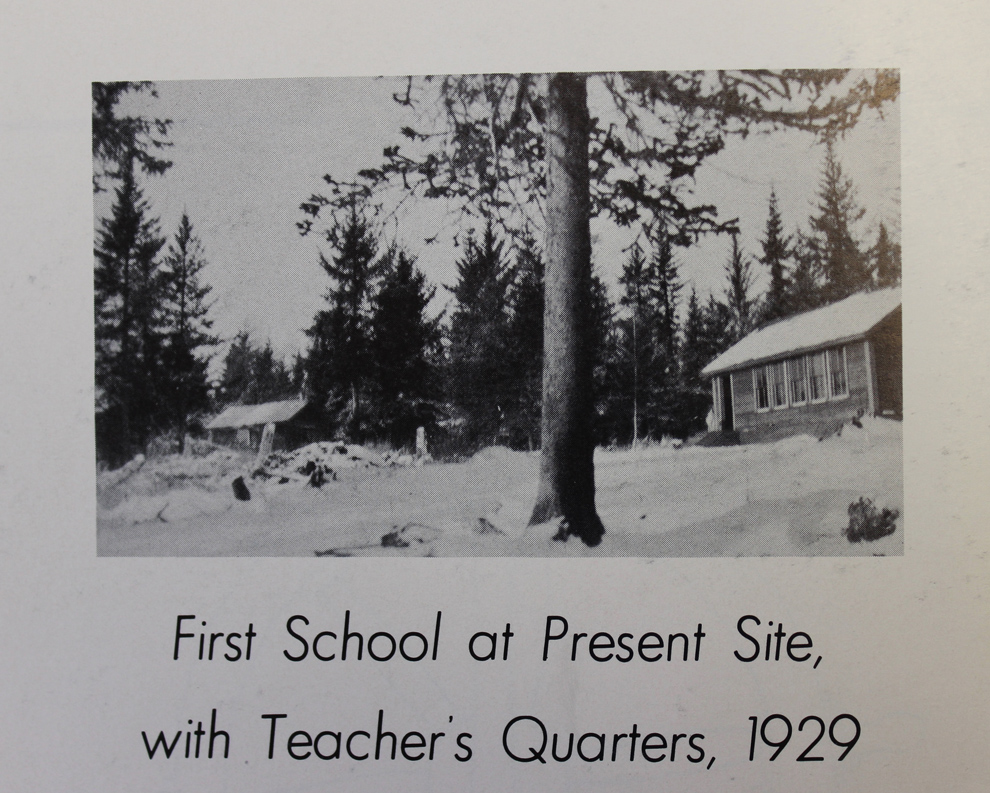 First School at Present Site,
with Teacher's Quarters, 1929